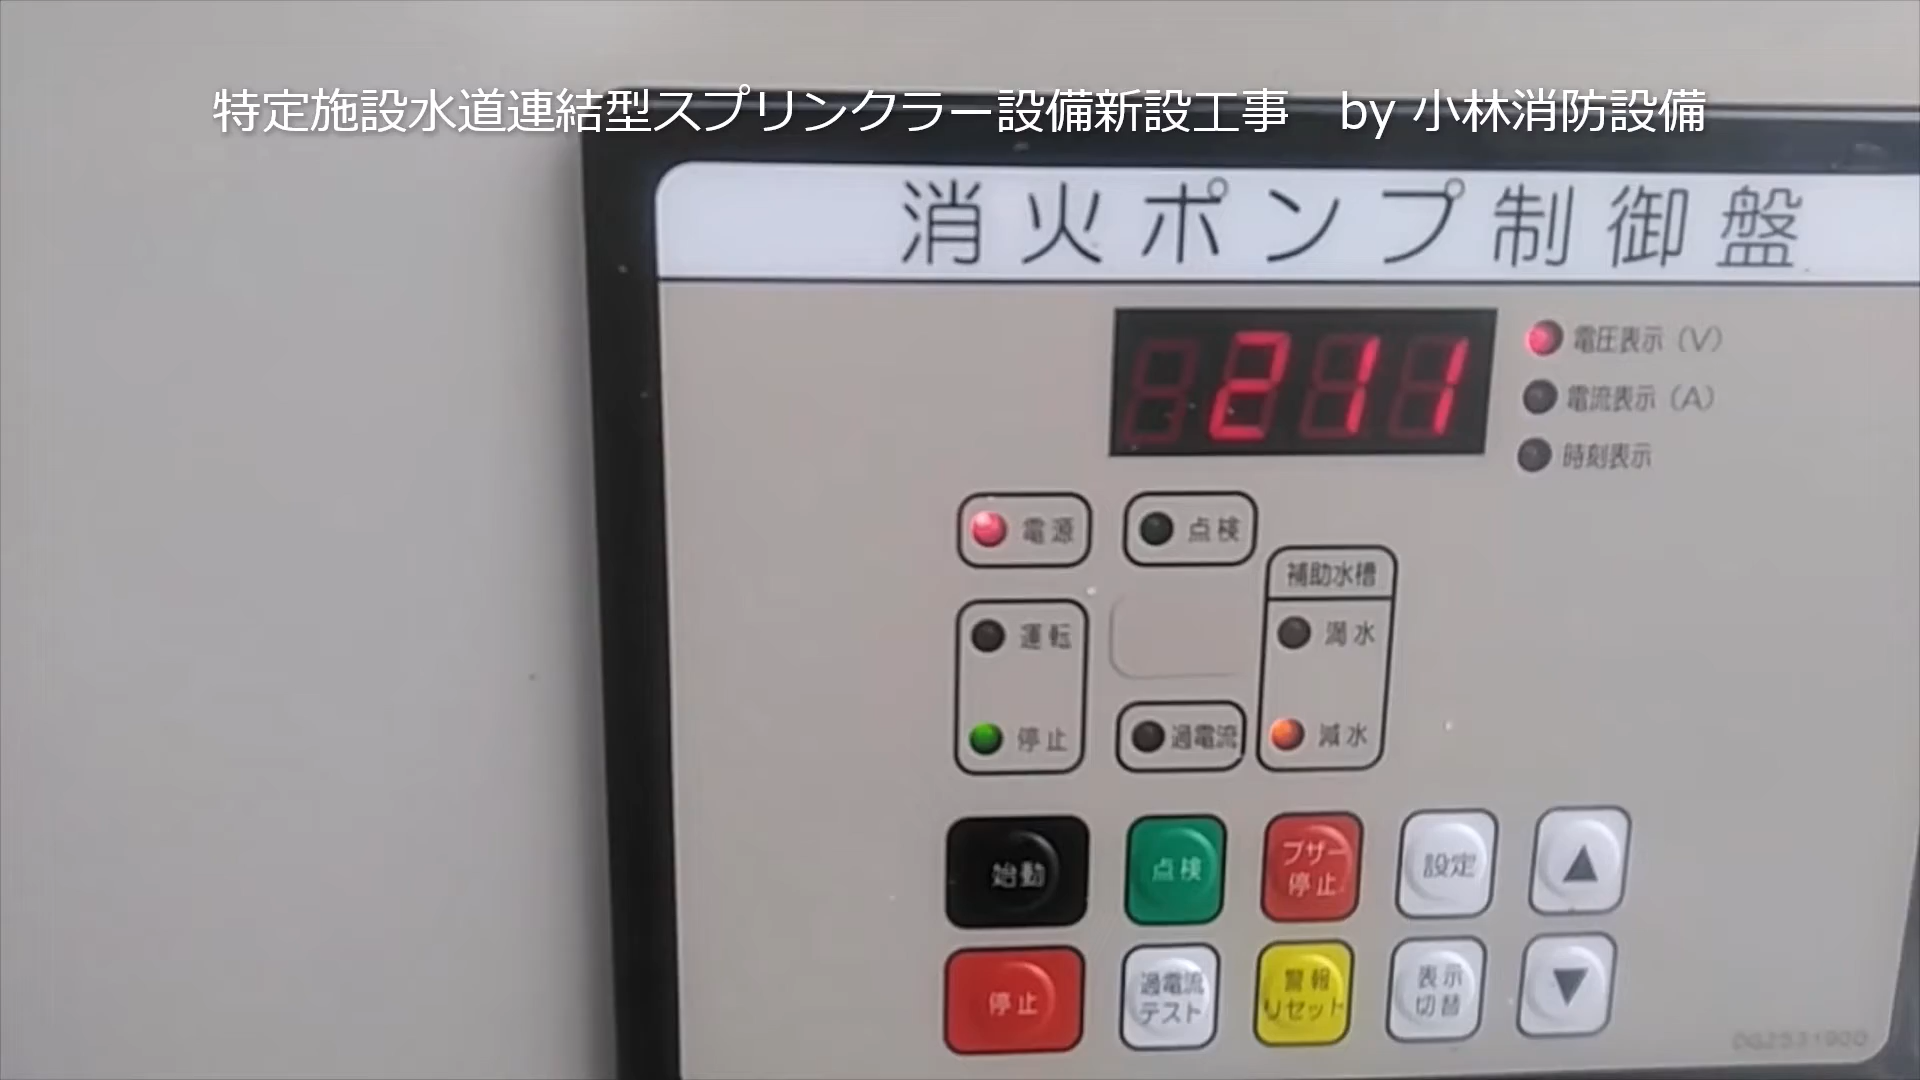 特定施設水道連結型スプリンクラー設備新設工事　by 小林消防設備
消火ポンプ制御盤
211
電圧表示（V）
電流表示（A）
時刻表示
電源
点検
補助水槽
運転
満水
停止
過電流
減水
始動
点検
ブザー
停止
設定
▲
停止
過電流
テスト
警報
リセット
表示
切替
▼